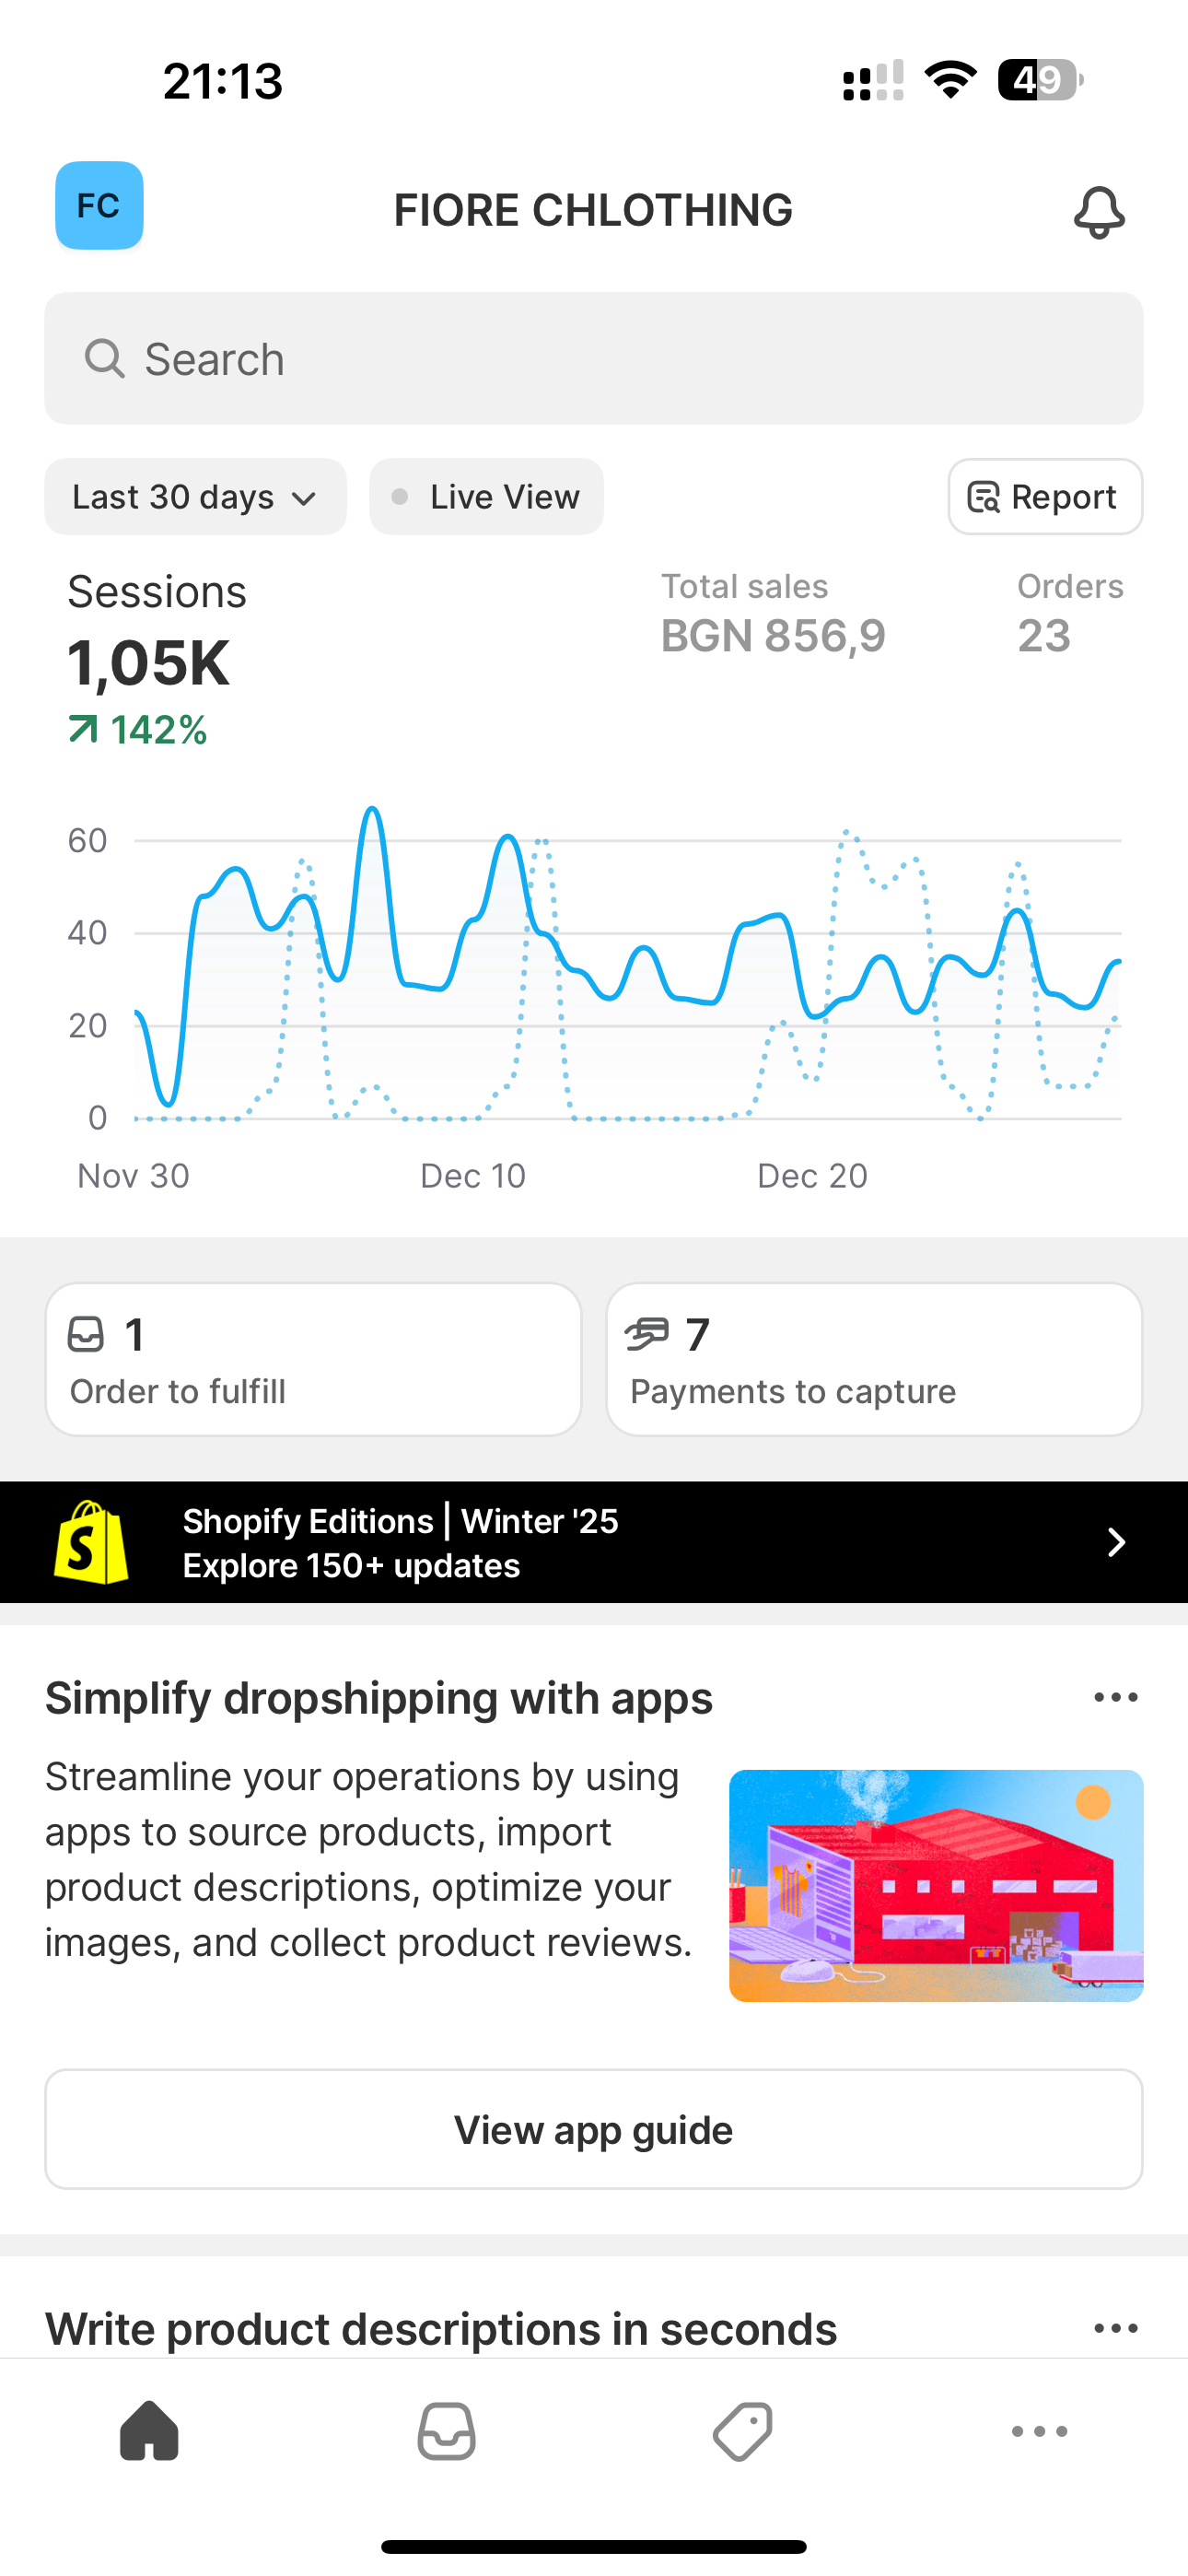 21:13
49
FC
FIORE CHLOTHING
Search
Last 30 days
Live View
Report
Sessions
1,05K
142%
Total sales
BGN 856,9
Orders
23
60
40
20
0
Nov 30
Dec 10
Dec 20
1
Order to fulfill
7
Payments to capture
S
Shopify Editions | Winter '25
Explore 150+ updates
Simplify dropshipping with apps
Streamline your operations by using
apps to source products, import
product descriptions, optimize your
images, and collect product reviews.
View app guide
Write product descriptions in seconds